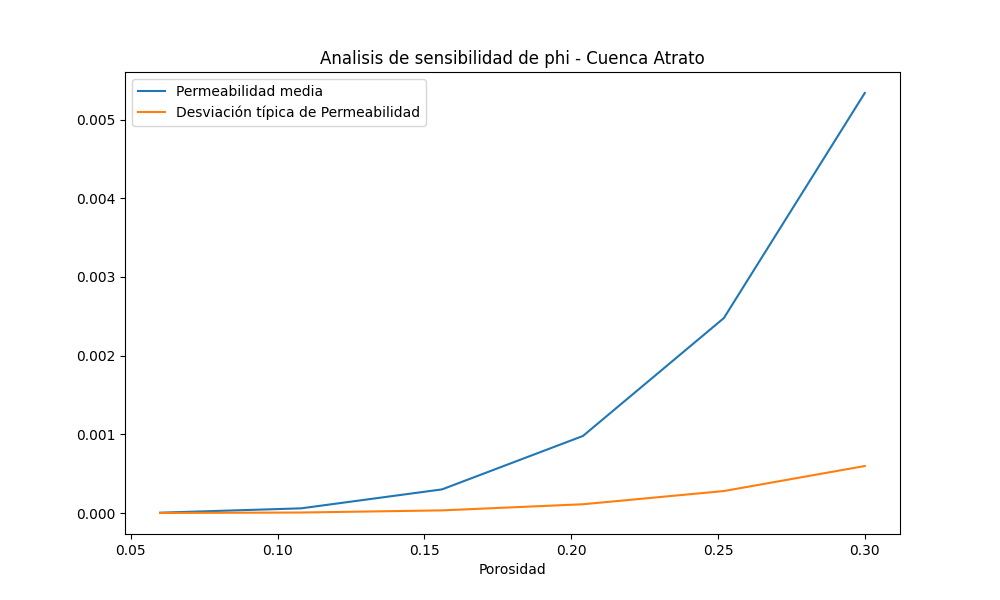 Analisis de sensibilidad de phi - Cuenca Atrato
Permeabilidad media
Desviación típica de Permeabilidad
0.005
0.004
0.003
0.002
0.001
0.000
0.05 0.10 0.15 0.20 0.25 0.30
Porosidad